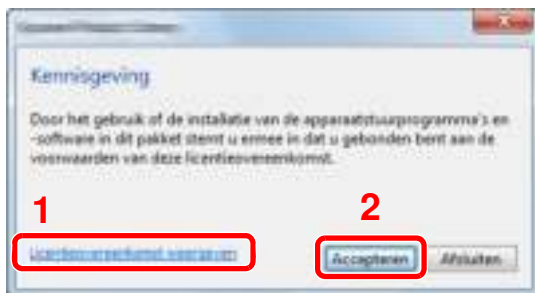 Kennisgeving
Door het gebruik of de installatie van de apparaatstuurprogramma's en
-software in dit pakket stemt u ermee in dat u gebonden bent aan de
voorwaarden van deze licentieovereenkomst.
1
2
Licentieovereenkomst weergeven
Accepteren
Afsluiten